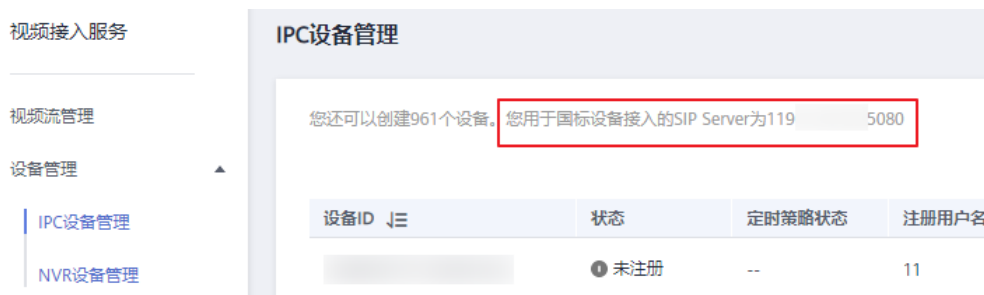 视频接入服务
IPC设备管理
视频流管理
您还可以创建961个设备。您用于国标设备接入的SIP Server为119 5080
设备管理
设备ID 状态 定时策略状态 注册用户名
IPC设备管理
未注册 -- 11
NVR设备管理